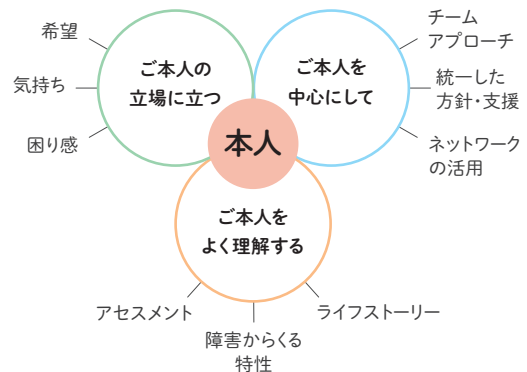 希望
気持ち
困り感
ご本人の
立場に立つ
ご本人を
中心にして
チーム
アプローチ
統一した
方針・支援
ネットワーク
の活用
本人
ご本人を
よく理解する
アセスメント
障害からくる
特性
ライフストーリー